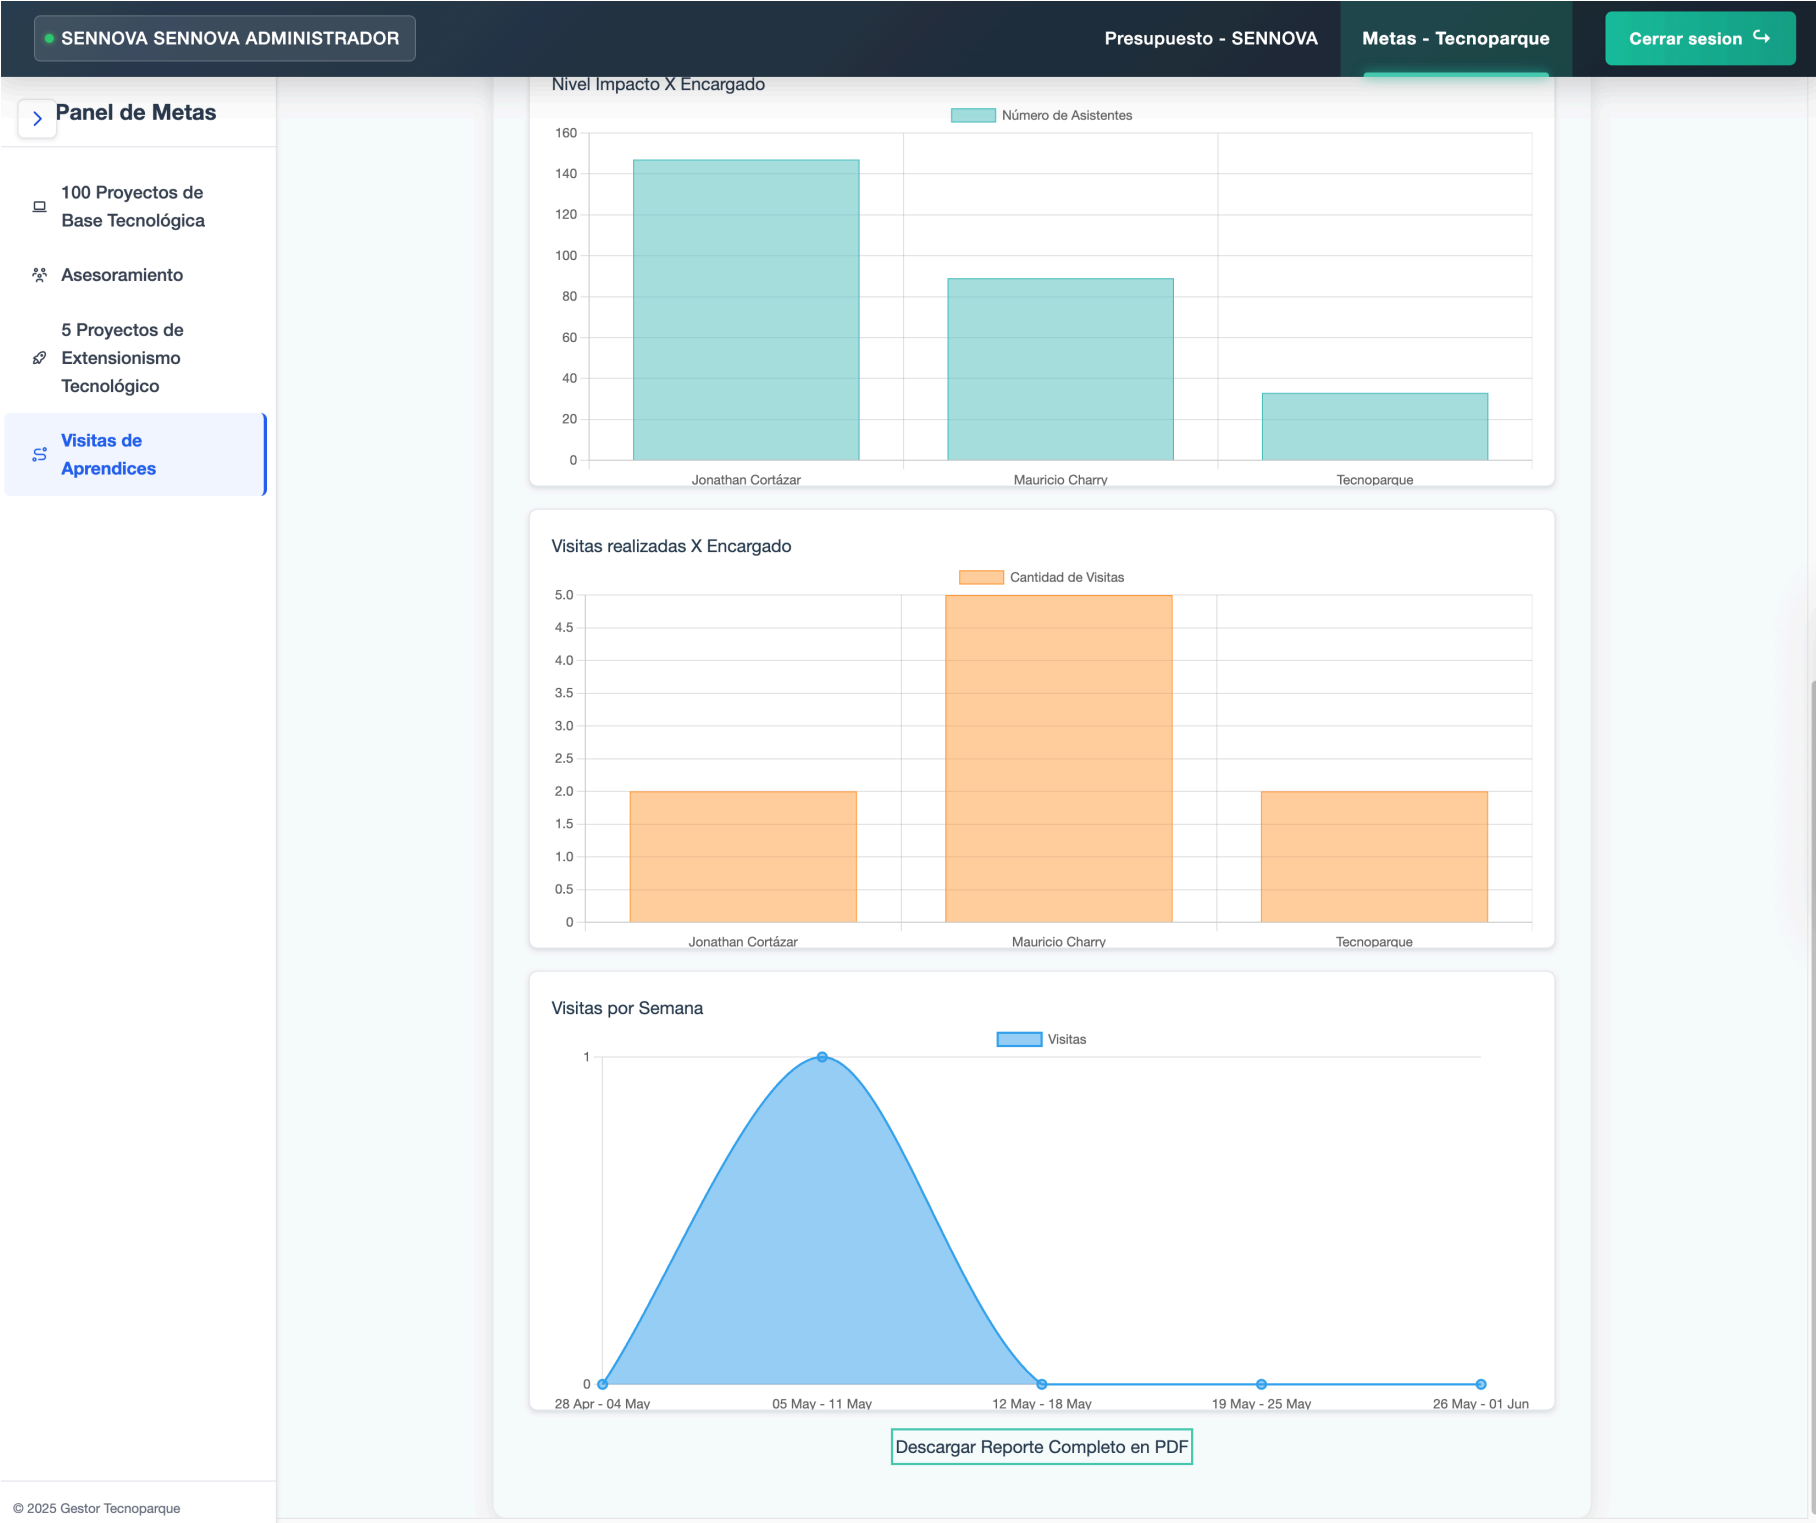 SENNOVA SENNOVA ADMINISTRADOR
Presupuesto - SENNOVA
Metas - Tecnoparque
Cerrar sesion
Panel de Metas
100 Proyectos de
Base Tecnológica
Asesoramiento
5 Proyectos de
Extensionismo
Tecnológico
Visitas de
Aprendices
© 2025 Gestor Tecnoparque
Nivel Impacto X Encargado
Número de Asistentes
160
140
120
100
80
60
40
20
0
Jonathan Cortázar
Mauricio Charry
Tecnoparque
Visitas realizadas X Encargado
Cantidad de Visitas
5.0
4.5
4.0
3.5
3.0
2.5
2.0
1.5
1.0
0.5
0
Jonathan Cortázar
Mauricio Charry
Tecnoparque
Visitas por Semana
Visitas
1
0
28 Apr - 04 May
05 May - 11 May
12 May - 18 May
19 May - 25 May
26 May - 01 Jun
Descargar Reporte Completo en PDF